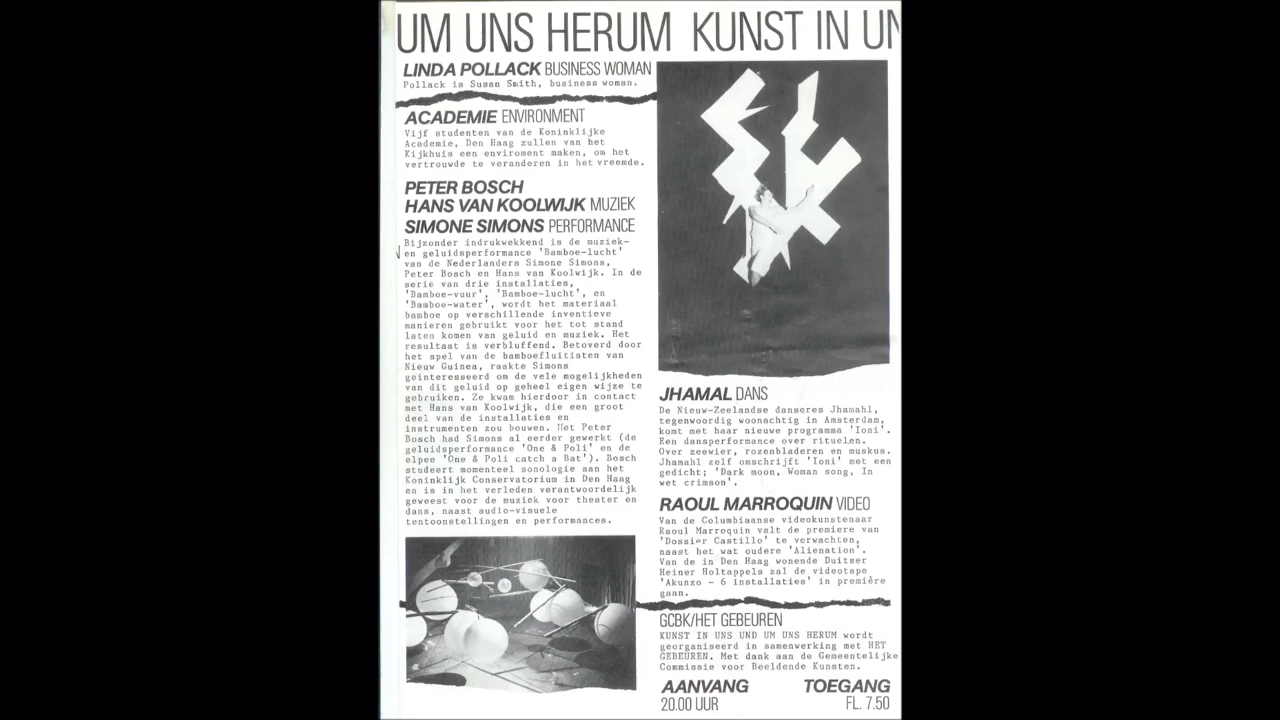 UM UNS HERUM KUNST IN UN
LINDA POLLACK BUSINESS WOMAN
Pollack is Susan Smith, business woman.
ACADEMIE ENVIRONMENT
Vijf studenten van de Koninklijke
Academie, Den Haag zullen van het
Kijkhuis een enviroment maken, om het
vertrouwde te veranderen in het vreemde.
PETER BOSCH
HANS VAN KOOLWIJK MUZIEK
SIMONE SIMONS PERFORMANCE
Bijzonder indrukwekkend is de muziek-
en geluidsperformance 'Bamboe-lucht'
van de Nederlanders Simone Simons,
Peter Bosch en Hans van Koolwijk. In de
serie van drie installaties,
'Bamboe-vuur', 'Bamboe-lucht', en
'Bamboe-water', wordt het materiaal
bamboe op verschillende inventieve
manieren gebruikt voor het tot stand
laten komen van geluid en muziek. Het
resultaat is verbluffend. Betoverd door
het spel van de bamboefluitisten van
Nieuw Guinea, raakte Simons
geïnteresseerd om de vele mogelijkheden
van dit geluid op geheel eigen wijze te
gebruiken. Ze kwam hierdoor in contact
met Hans van Koolwijk, die een groot
deel van de installaties en
instrumenten zou bouwen. Met Peter
Bosch had Simons al eerder gewerkt (de
geluidsperformance 'One & Poli' en de
elpee 'One & Poli catch a Bat'). Bosch
studeert momenteel sonologie aan het
Koninklijk Conservatorium in Den Haag
en is in het verleden verantwoordelijk
geweest voor de muziek voor theater en
dans, naast audio-visuele
tentoonstellingen en performances.
JHAMAL DANS
De Nieuw-Zeelandse danseres Jhamahl,
tegenwoordig woonachtig in Amsterdam,
komt met haar nieuwe programma 'Ioni'.
Een dansperformance over rituelen.
Over zeewier, rozenbladeren en muskus.
Jhamahl zelf omschrijft 'Ioni' met een
gedicht; 'Dark moon, Woman song, In
wet crimson'.
RAOUL MARROQUIN VIDEO
Van de Columbiaanse videokunstenaar
Raoul Marroquin valt de premiere van
'Dossier Castillo' te verwachten,
naast het wat oudere 'Alienation'.
Van de in Den Haag wonende Duitser
Heiner Holtappels zal de videotape
'Akunzo - 6 installaties' in première
gaan.
GCBK/HET GEBEUREN
KUNST IN UNS UND UM UNS HERUM wordt
georganiseerd in samenwerking met HET
GEBEUREN. Met dank aan de Gemeentelijke
Commissie voor Beeldende Kunsten.
AANVANG TOEGANG
20.00 UUR FL. 7.50